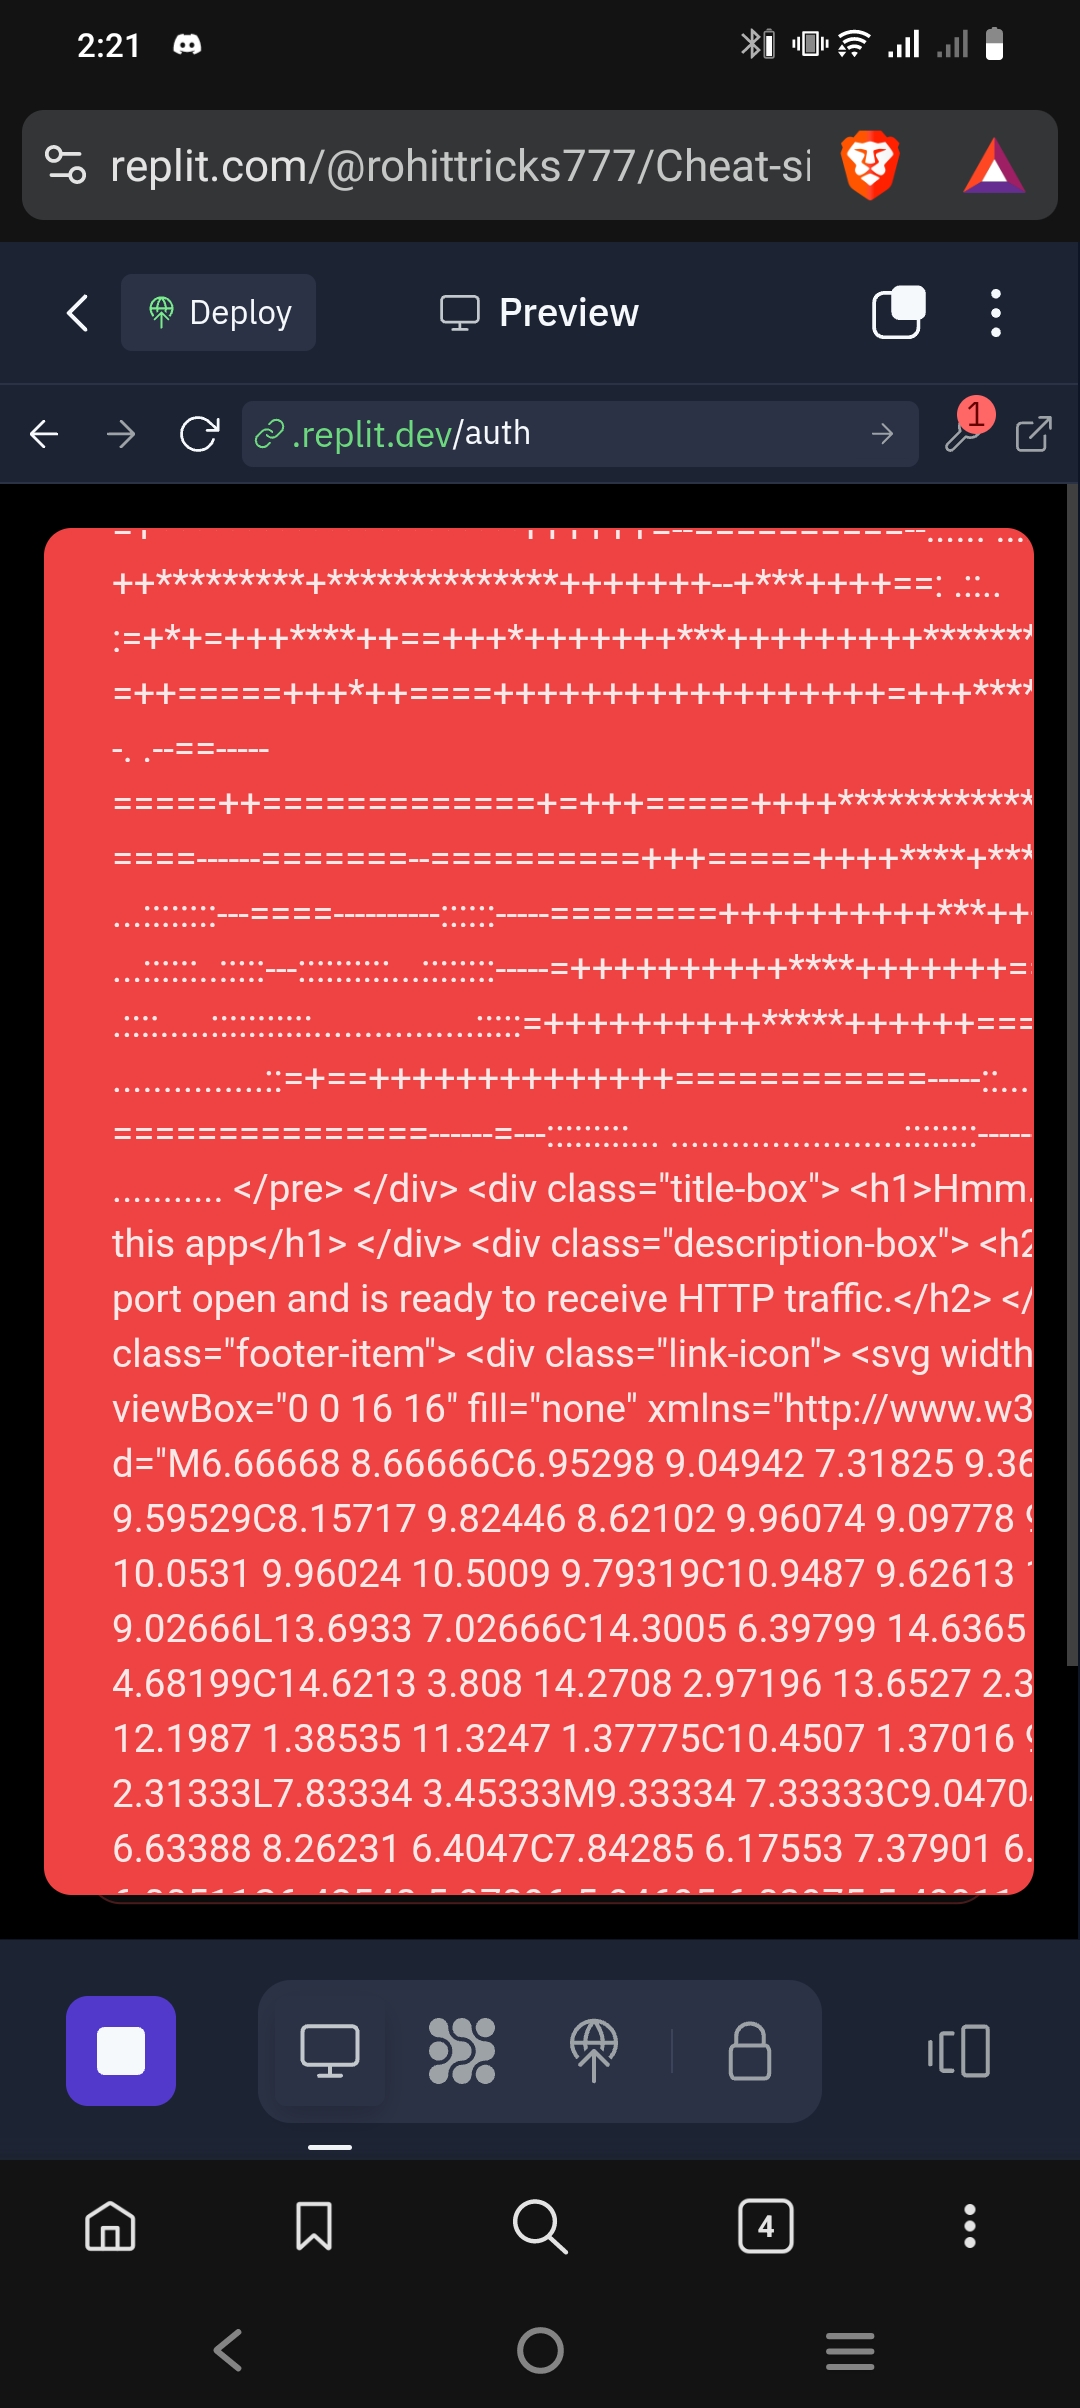 2:21
replit.com/@rohittricks777/Cheat-si
Deploy
Preview
.replit.dev/auth
1
++*********+**************+++++++--+***++++==: .::..
:=+*+=+++****++==+++*+++++++***+++++++++*******
=++=====+++*++====++++++++++++++++++=+++****
-. .--==-----
=====++=============+=+++=====++++************
====------=======--==========+++=====++++****+***
...::::::::---====----------::::::-----========++++++++++***++
...::::::..:::::---::::::::::...::::::::-----=++++++++++****+++++++=
.::::.....:::::::::::................:::::=++++++++++*****++++++===
...............::=+==++++++++++++++============-----::...
===============------=---::::::::::... .......................::::::::-----
........... </pre> </div> <div class="title-box"> <h1>Hmm.
this app</h1> </div> <div class="description-box"> <h2
port open and is ready to receive HTTP traffic.</h2> </
class="footer-item"> <div class="link-icon"> <svg width
viewBox="0 0 16 16" fill="none" xmlns="http://www.w3
d="M6.66668 8.66666C6.95298 9.04942 7.31825 9.36
9.59529C8.15717 9.82446 8.62102 9.96074 9.09778
10.0531 9.96024 10.5009 9.79319C10.9487 9.62613
9.02666L13.6933 7.02666C14.3005 6.39799 14.6365
4.68199C14.6213 3.808 14.2708 2.97196 13.6527 2.3
12.1987 1.38535 11.3247 1.37775C10.4507 1.37016
2.31333L7.83334 3.45333M9.33334 7.33333C9.0470
6.63388 8.26231 6.4047C7.84285 6.17553 7.37901 6.
4